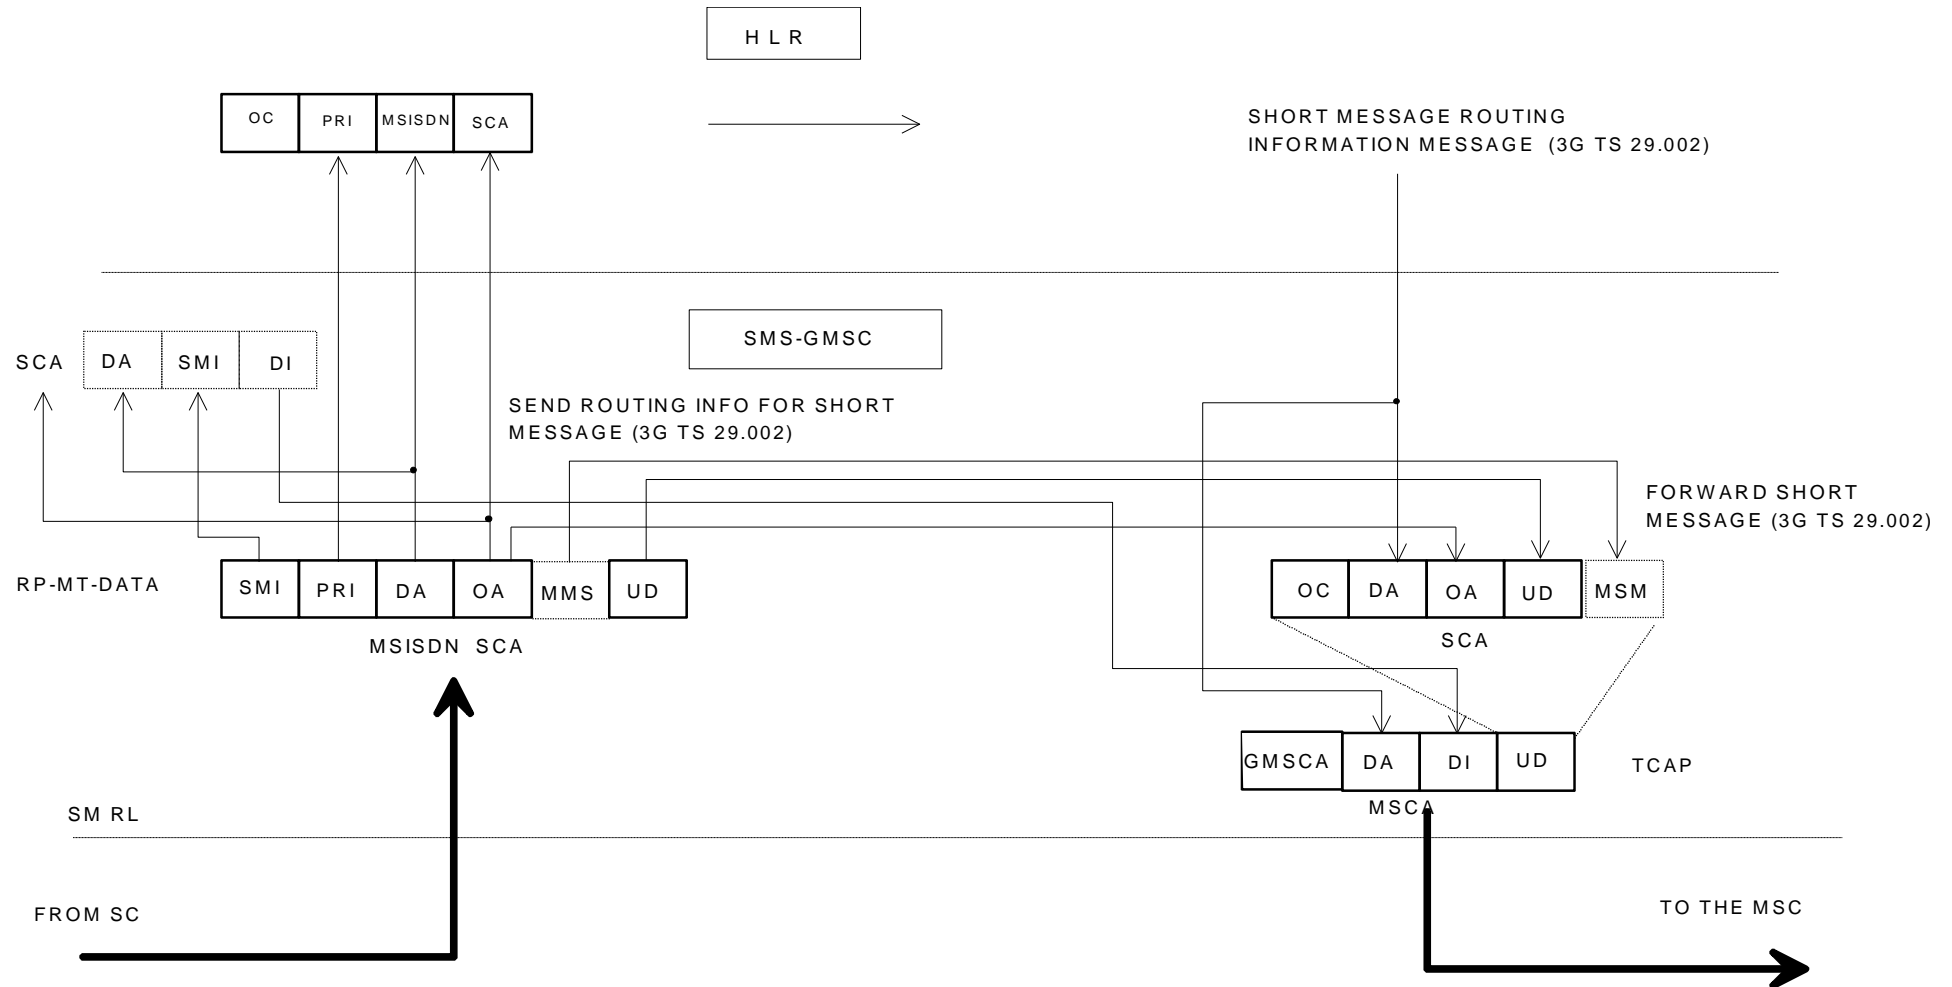 H L R
OC PRI MSISDN SCA
SHORT MESSAGE ROUTING
INFORMATION MESSAGE (3G TS 29.002)
SMS-GMSC
SCA DA SMI DI
SEND ROUTING INFO FOR SHORT
MESSAGE (3G TS 29.002)
FORWARD SHORT
MESSAGE (3G TS 29.002)
RP-MT-DATA SMI PRI DA OA MMS UD
OC DA OA UD MSM
MSISDN SCA
SCA
GMSCA DA DI UD TCAP
MSCA
SM RL
FROM SC
TO THE MSC